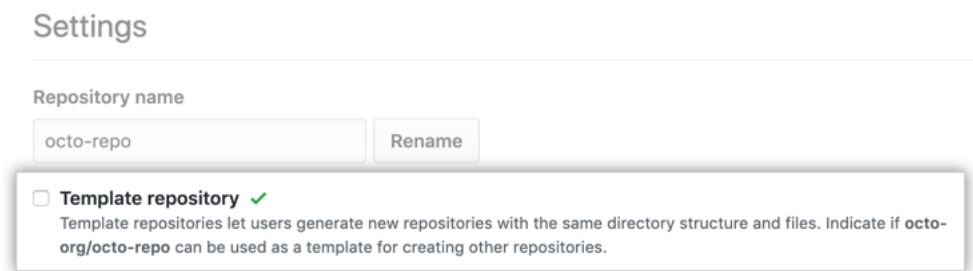 Settings
Repository name
octo-repo
Rename
Template repository
Template repositories let users generate new repositories with the same directory structure and files. Indicate if octo-
org/octo-repo can be used as a template for creating other repositories.